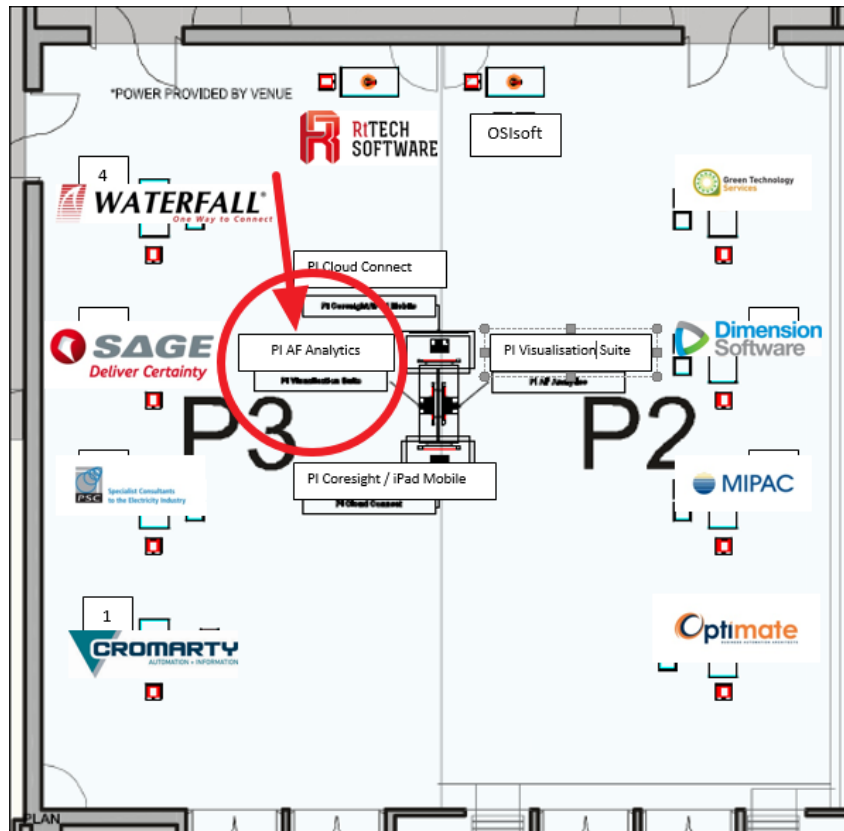 *POWER PROVIDED BY VENUE
RtTECH
SOFTWARE
OSIsoft
4
WATERFALL®
One Way to Connect
Green Technology
Services
PI Cloud Connect
PI Coresight/iPad Mobile
SAGE
Deliver Certainty
PI AF Analytics
PI Visualisation Suite
Dimension
Software
PI Visualisation Suite
PI AF Analytics
P3
P2
PSC
Specialist Consultants
to the Electricity Industry
PI Coresight / iPad Mobile
PI Cloud Connect
MIPAC
1
CROMARTY
AUTOMATION + INFORMATION
Optimate
PLAN